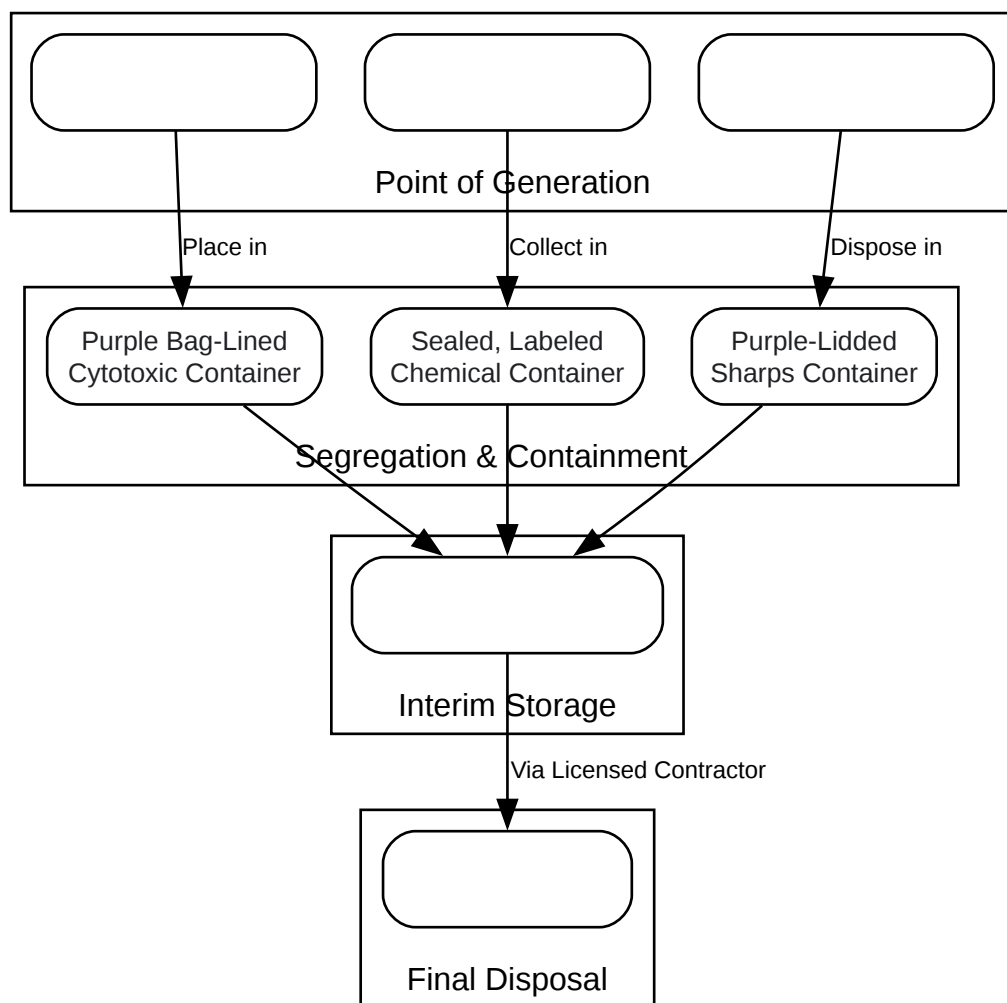 Point of Generation
Place in
Collect in
Dispose in
Purple Bag-Lined
Cytotoxic Container
Sealed, Labeled
Chemical Container
Purple-Lidded
Sharps Container
Segregation & Containment
Interim Storage
Via Licensed Contractor
Final Disposal